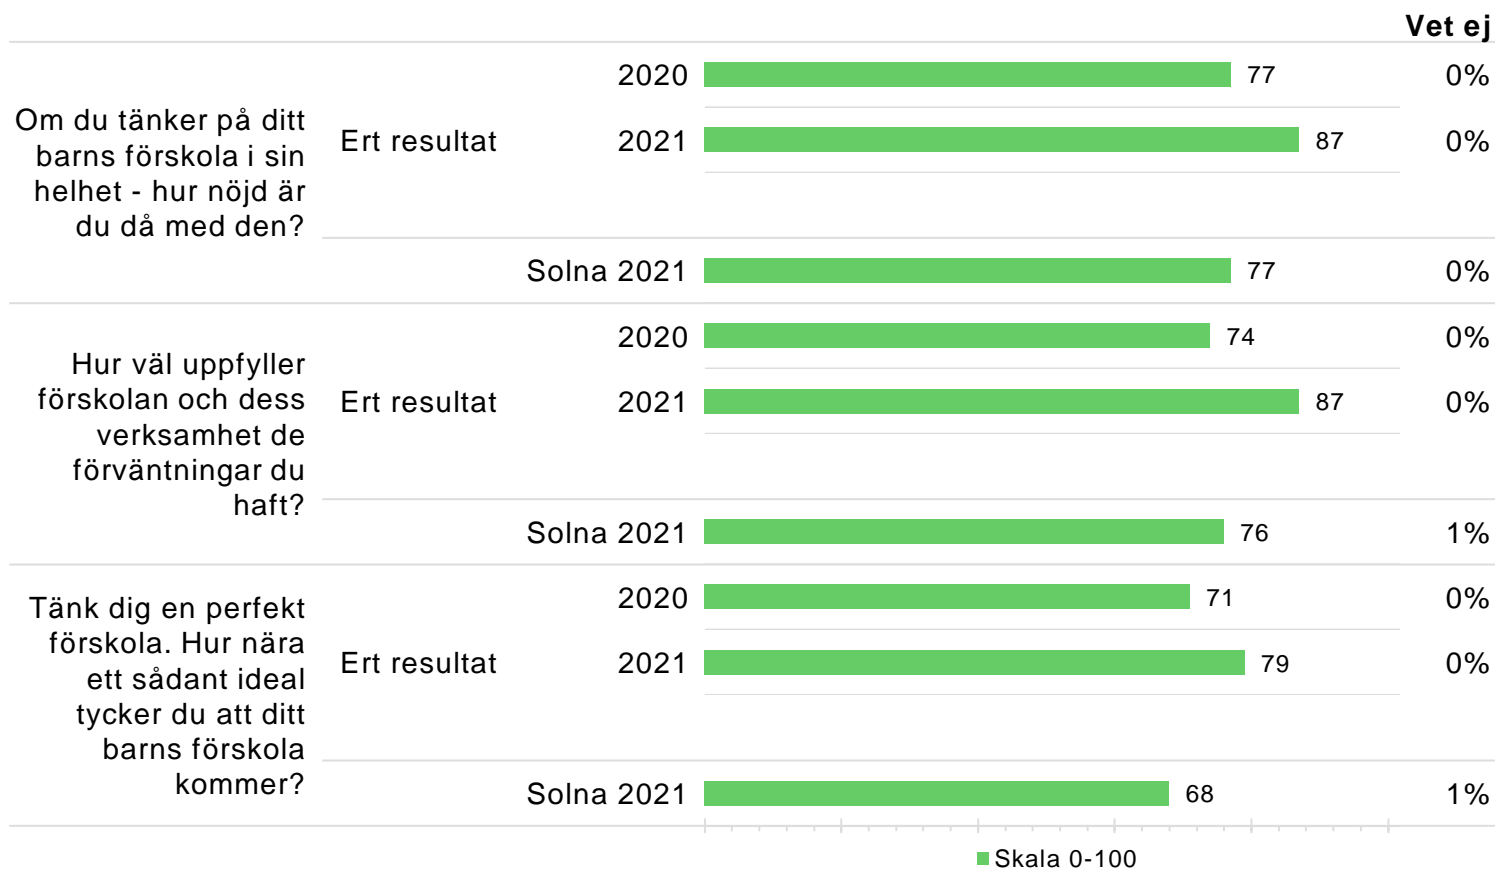 Vet ej
2020 77 0%
Om du tänker på ditt
barns förskola i sin
helhet - hur nöjd är
du då med den?
Ert resultat 2021 87 0%
Solna 2021 77 0%
2020 74 0%
Hur väl uppfyller
förskolan och dess
verksamhet de
förväntningar du
haft?
Ert resultat 2021 87 0%
Solna 2021 76 1%
2020 71 0%
Tänk dig en perfekt
förskola. Hur nära
ett sådant ideal
tycker du att ditt
barns förskola
kommer?
Ert resultat 2021 79 0%
Solna 2021 68 1%
Skala 0-100